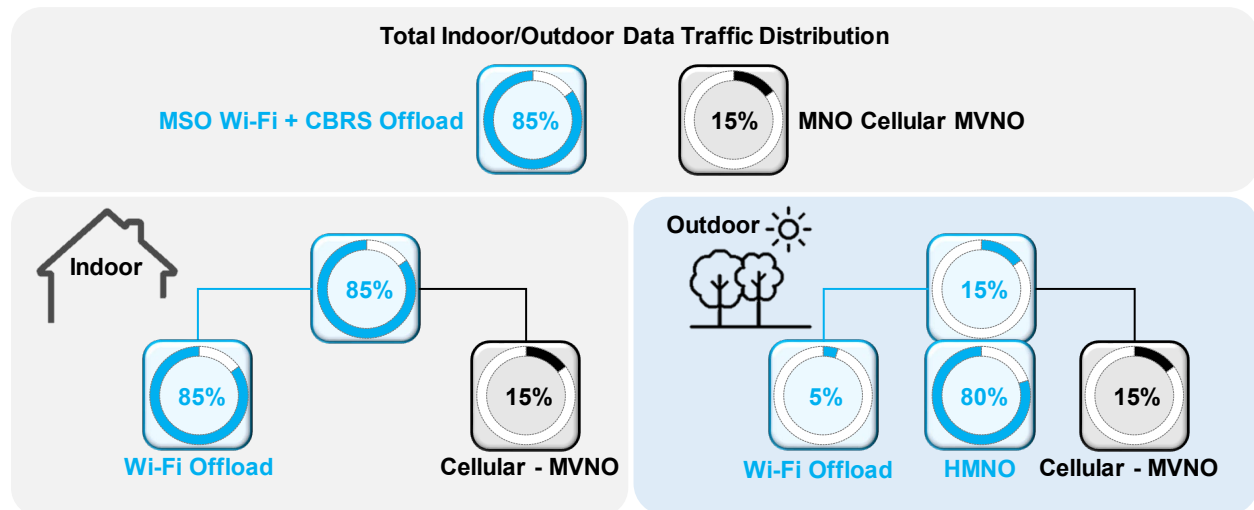 Total Indoor/Outdoor Data Traffic Distribution
MSO Wi-Fi + CBRS Offload 85% 15% MNO Cellular MVNO
Indoor
85%
85% 15%
Wi-Fi Offload Cellular - MVNO
Outdoor
15%
5% 80% 15%
Wi-Fi Offload HMNO Cellular - MVNO